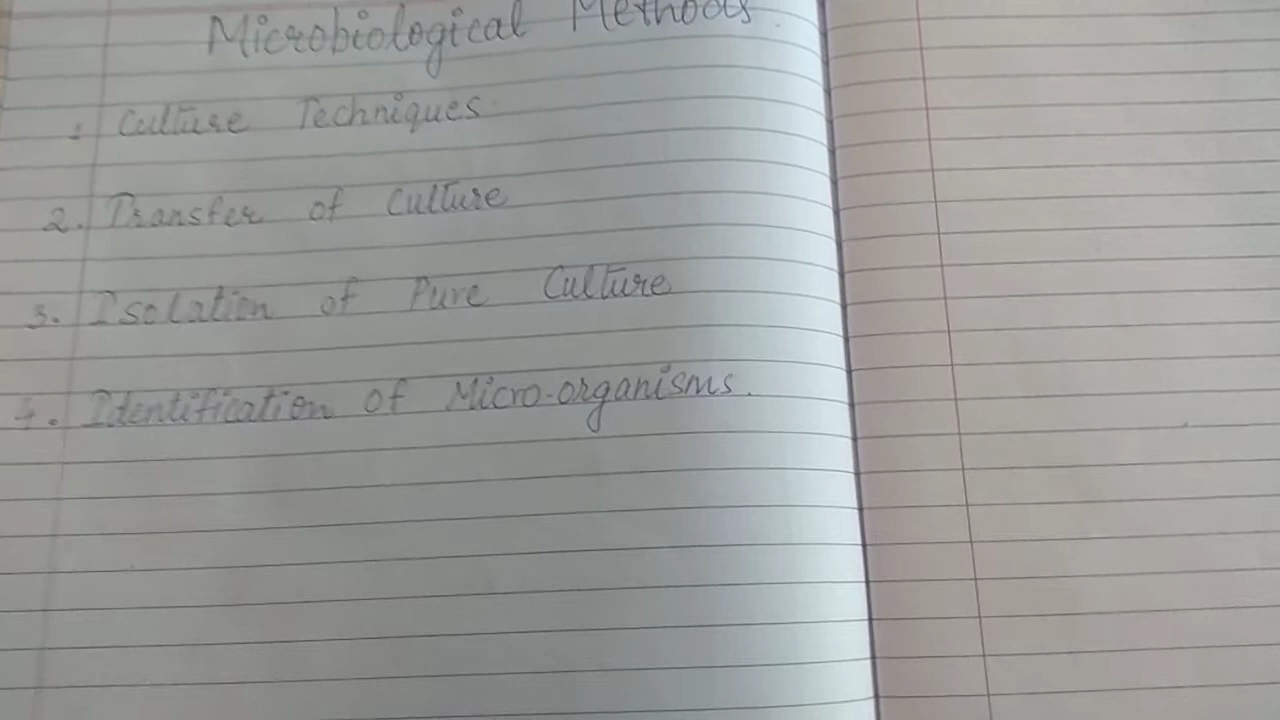 Microbiological Methods.
1 Culture Techniques.
2. Transfer of Culture
3. Isolation of Pure Culture
4. Identification of Micro-organisms.